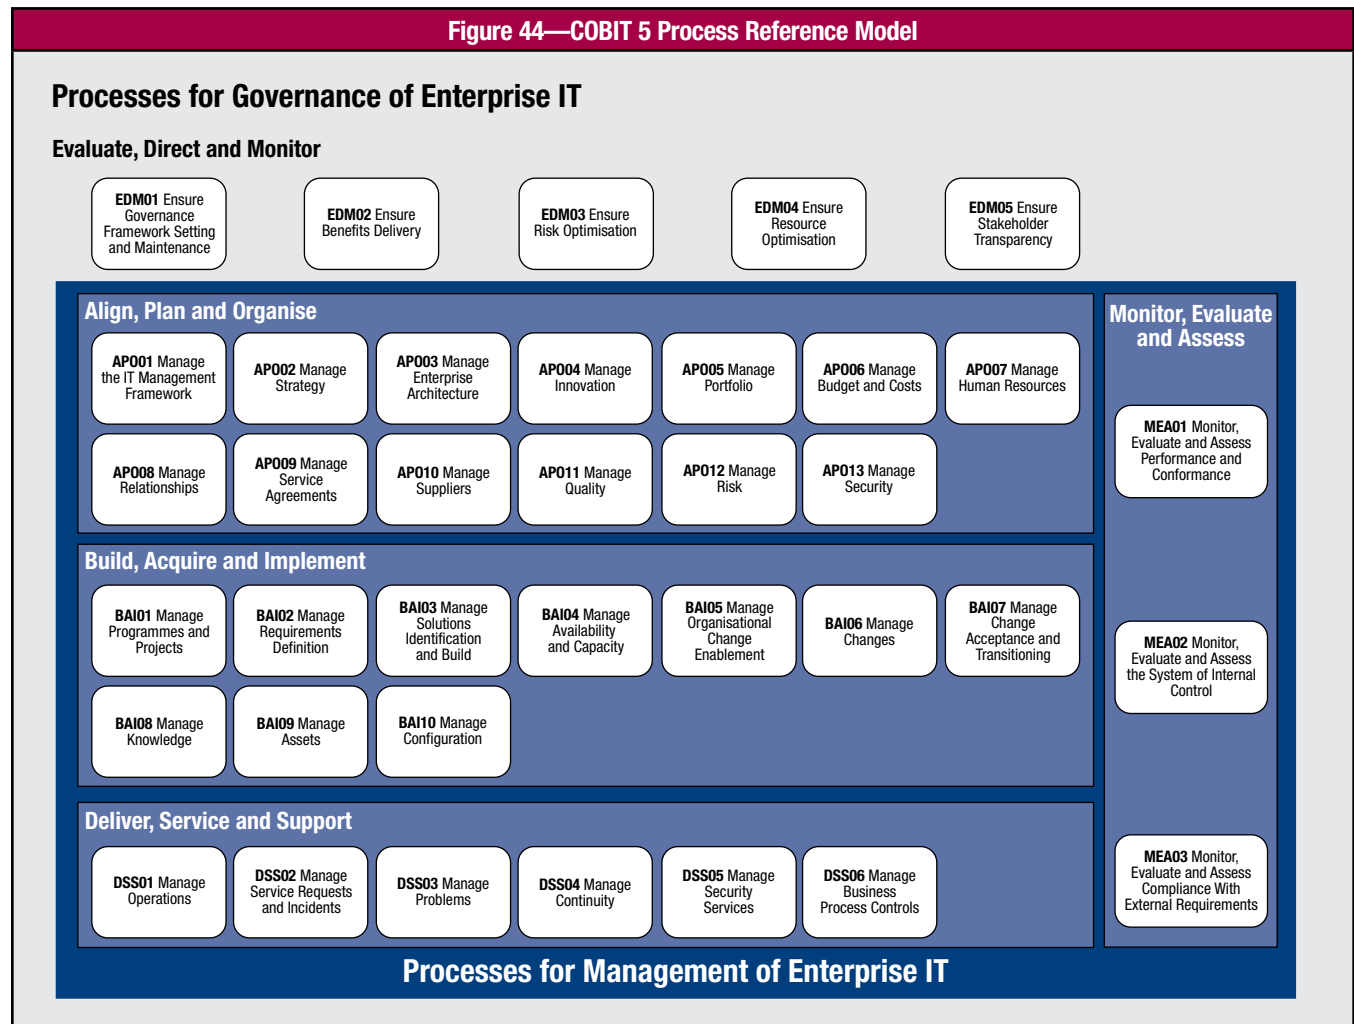 Figure 44—COBIT 5 Process Reference Model
Processes for Governance of Enterprise IT
Evaluate, Direct and Monitor
EDM01 Ensure
Governance
Framework Setting
and Maintenance
EDM02 Ensure
Benefits Delivery
EDM03 Ensure
Risk Optimisation
EDM04 Ensure
Resource
Optimisation
EDM05 Ensure
Stakeholder
Transparency
Align, Plan and Organise
APO01 Manage
the IT Management
Framework
APO02 Manage
Strategy
APO03 Manage
Enterprise
Architecture
APO04 Manage
Innovation
APO05 Manage
Portfolio
APO06 Manage
Budget and Costs
APO07 Manage
Human Resources
APO08 Manage
Relationships
APO09 Manage
Service
Agreements
APO10 Manage
Suppliers
APO11 Manage
Quality
APO12 Manage
Risk
APO13 Manage
Security
Build, Acquire and Implement
BAI01 Manage
Programmes and
Projects
BAI02 Manage
Requirements
Definition
BAI03 Manage
Solutions
Identification
and Build
BAI04 Manage
Availability
and Capacity
BAI05 Manage
Organisational
Change
Enablement
BAI06 Manage
Changes
BAI07 Manage
Change
Acceptance and
Transitioning
BAI08 Manage
Knowledge
BAI09 Manage
Assets
BAI10 Manage
Configuration
Deliver, Service and Support
DSS01 Manage
Operations
DSS02 Manage
Service Requests
and Incidents
DSS03 Manage
Problems
DSS04 Manage
Continuity
DSS05 Manage
Security
Services
DSS06 Manage
Business
Process Controls
Monitor, Evaluate
and Assess
MEA01 Monitor,
Evaluate and Assess
Performance and
Conformance
MEA02 Monitor,
Evaluate and Assess
the System of Internal
Control
MEA03 Monitor,
Evaluate and Assess
Compliance With
External Requirements
Processes for Management of Enterprise IT